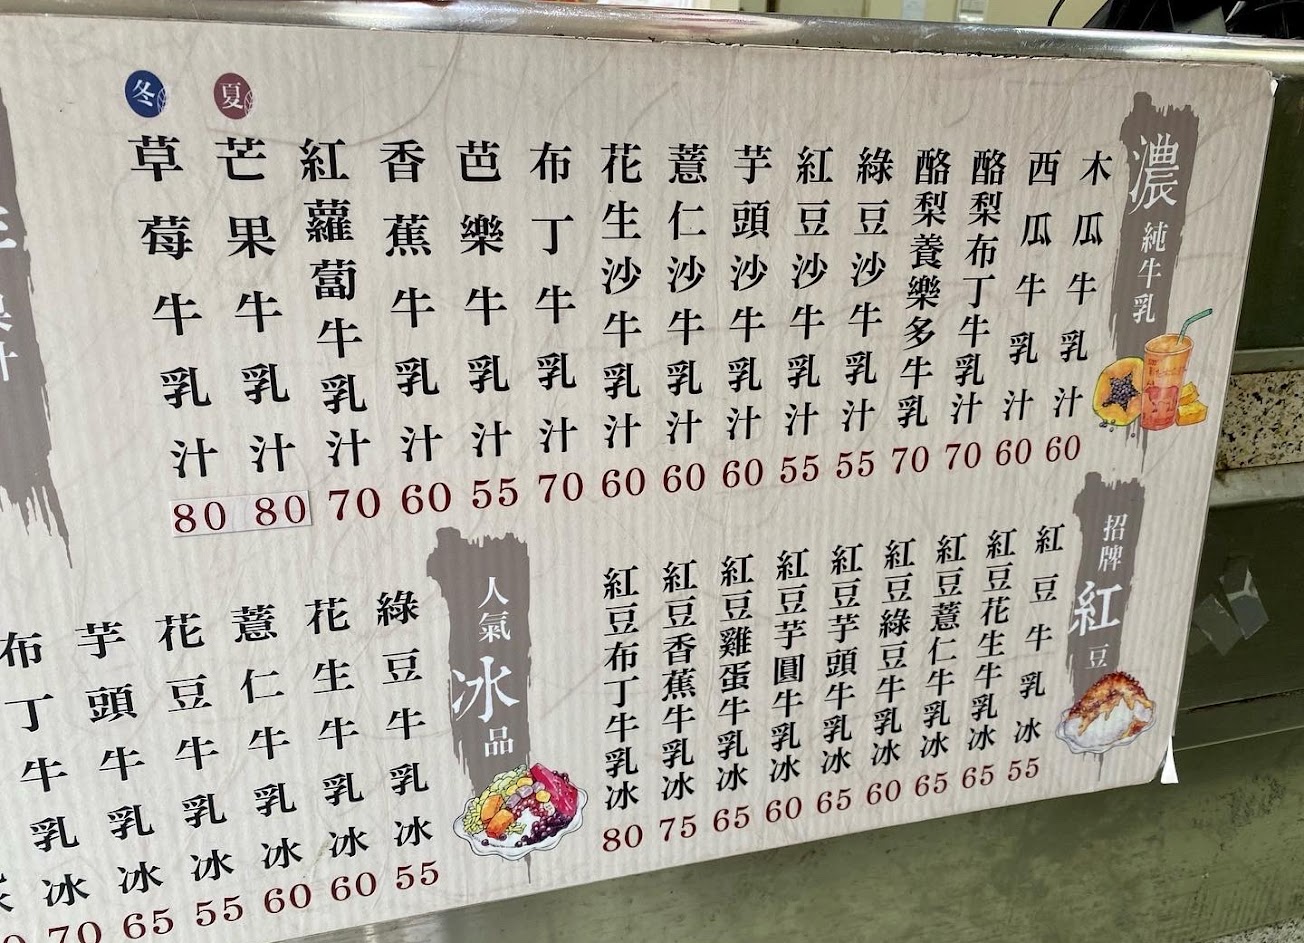 濃純牛乳
木瓜牛乳汁 60
西瓜牛乳汁 60
酪梨布丁牛乳汁 70
酪梨養樂多牛乳 70
綠豆沙牛乳汁 55
紅豆沙牛乳汁 55
芋頭沙牛乳汁 60
薏仁沙牛乳汁 60
花生沙牛乳汁 60
布丁牛乳汁 70
芭樂牛乳汁 55
香蕉牛乳汁 60
紅蘿蔔牛乳汁 70
夏
芒果牛乳汁 80
冬
草莓牛乳汁 80
招牌紅豆
紅豆牛乳冰 55
紅豆花生牛乳冰 65
紅豆薏仁牛乳冰 65
紅豆綠豆牛乳冰 60
紅豆芋頭牛乳冰 65
紅豆芋圓牛乳冰 60
紅豆雞蛋牛乳冰 65
紅豆香蕉牛乳冰 75
紅豆布丁牛乳冰 80
人氣冰品
綠豆牛乳冰 55
花生牛乳冰 60
薏仁牛乳冰 60
花豆牛乳冰 55
芋頭牛乳冰 65
布丁牛乳冰 70